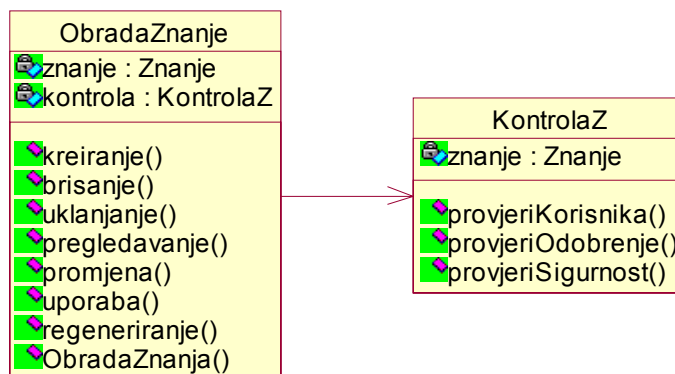 ObradaZnanje
znanje : Znanje
kontrola : KontrolaZ
kreiranje()
brisanje()
uklanjanje()
pregledavanje()
promjena()
uporaba()
regeneriranje()
ObradaZnanja()
KontrolaZ
znanje : Znanje
provjeriKorisnika()
provjeriOdobrenje()
provjeriSigurnost()